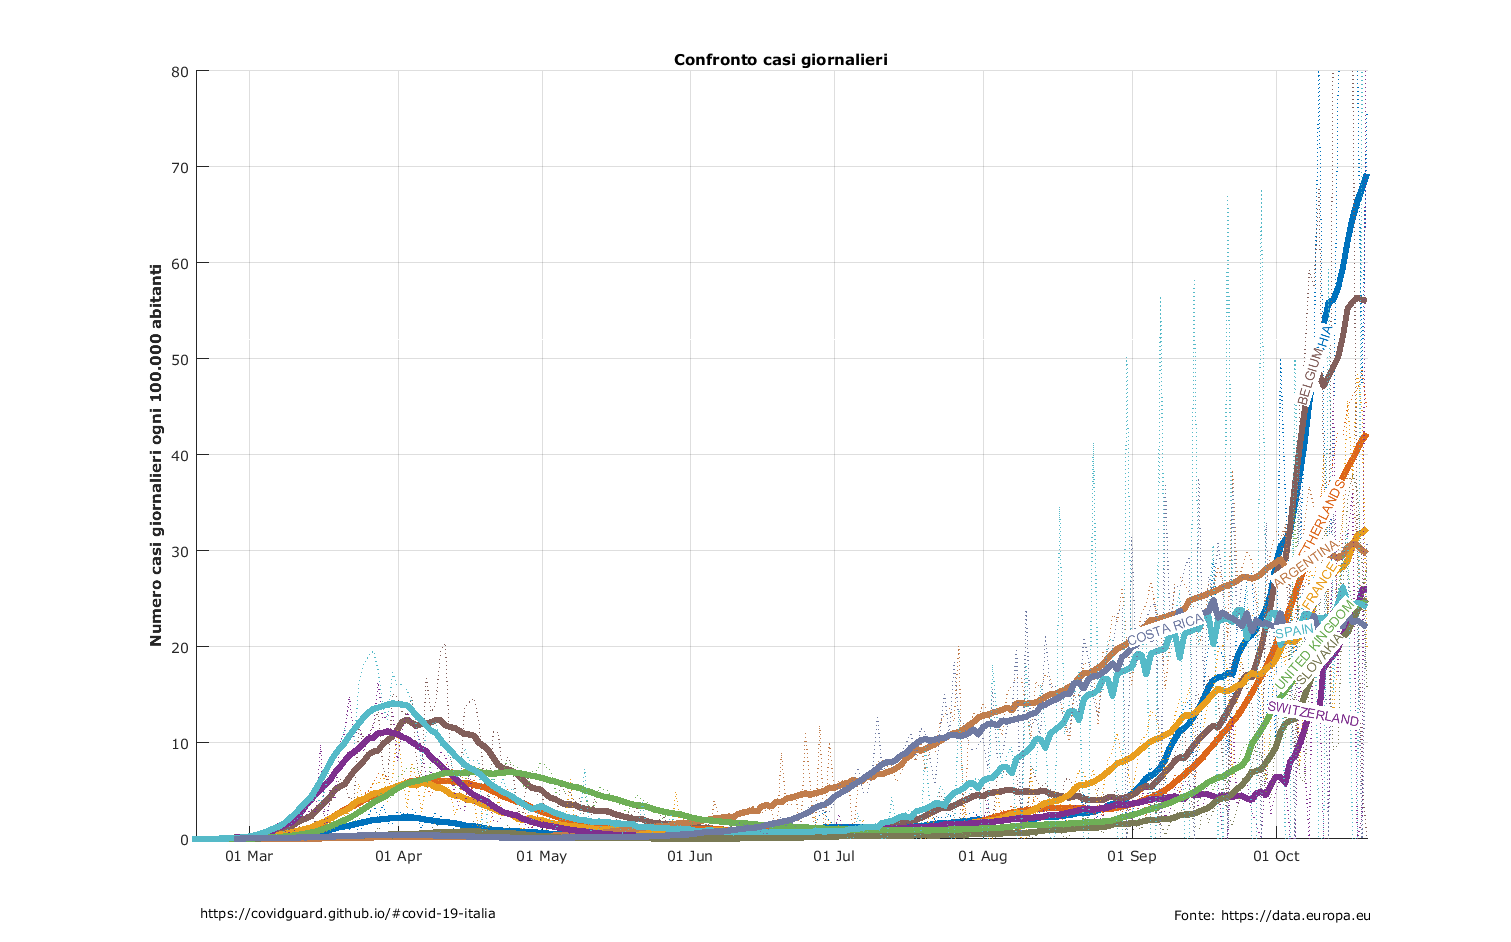 Confronto casi giornalieri
Numero casi giornalieri ogni 100.000 abitanti
80
70
60
50
40
30
20
10
0
01 Mar
01 Apr
01 May
01 Jun
01 Jul
01 Aug
01 Sep
01 Oct
BELGIUM
ARGENTINA
FRANCE
COSTA RICA
SPAIN
UNITED KINGDOM
SLOVAKIA
SWITZERLAND
https://covidguard.github.io/#covid-19-italia
Fonte: https://data.europa.eu